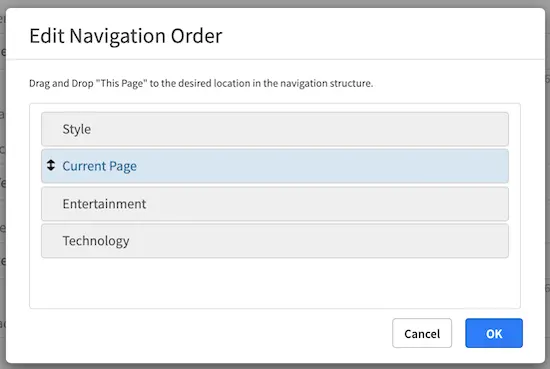 Edit Navigation Order
Drag and Drop "This Page" to the desired location in the navigation structure.
Style
Current Page
Entertainment
Technology
Cancel
OK